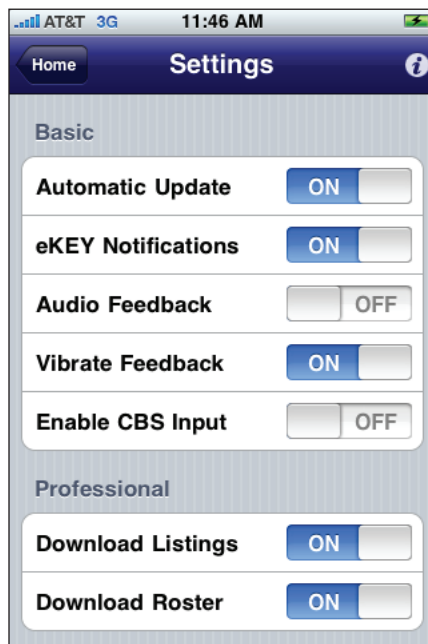 AT&T 3G 11:46 AM
Home Settings i
Basic
Automatic Update ON
eKEY Notifications ON
Audio Feedback OFF
Vibrate Feedback ON
Enable CBS Input OFF
Professional
Download Listings ON
Download Roster ON